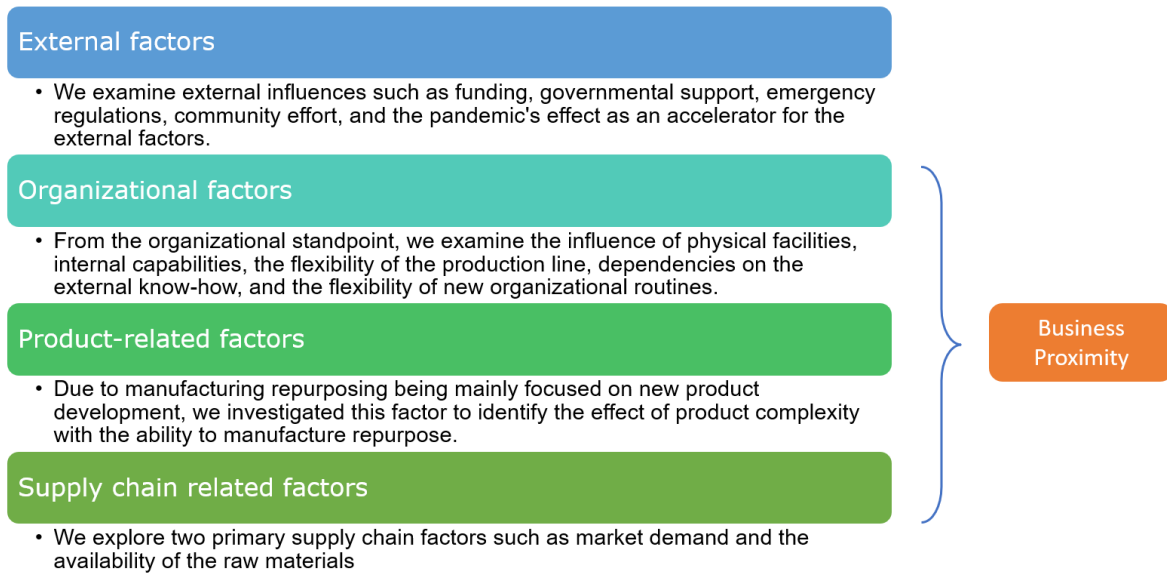 External factors
• We examine external influences such as funding, governmental support, emergency
regulations, community effort, and the pandemic's effect as an accelerator for the
external factors.
Organizational factors
• From the organizational standpoint, we examine the influence of physical facilities,
internal capabilities, the flexibility of the production line, dependencies on the
external know-how, and the flexibility of new organizational routines.
Product-related factors
• Due to manufacturing repurposing being mainly focused on new product
development, we investigated this factor to identify the effect of product complexity
with the ability to manufacture repurpose.
Supply chain related factors
• We explore two primary supply chain factors such as market demand and the
availability of the raw materials
Business
Proximity